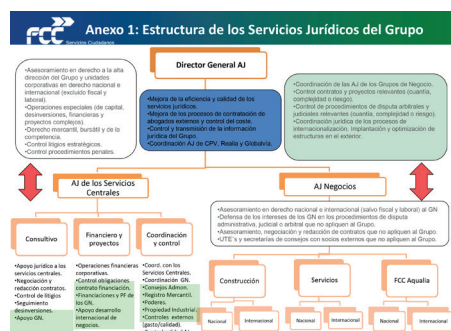 FCC
Servicios Ciudadanos
Anexo 1: Estructura de los Servicios Jurídicos del Grupo
Director General AJ
•Asesoramiento en derecho a la alta
dirección del Grupo y unidades
corporativas en derecho nacional e
internacional (excluido fiscal y
laboral).
•Operaciones especiales (de capital,
desinversiones, financieras y
proyectos complejos).
•Derecho mercantil, bursátil y de la
competencia.
•Control litigios estratégicos.
•Control procedimientos penales.
•Mejora de la eficiencia y calidad de los
servicios jurídicos.
•Mejora de los procesos de contratación de
abogados externos y control del coste.
•Control y transmisión de la información
jurídica del Grupo.
•Coordinación AJ de CPV, Realia y Globalvia.
•Coordinación de las AJ de los Grupos de Negocio.
•Control contratos y proyectos relevantes (cuantía,
complejidad o riesgo).
•Control de procedimientos de disputa arbitrales y
judiciales relevantes (cuantía, complejidad o riesgo).
•Coordinación jurídica de los procesos de
internacionalización. Implantación y optimización de
estructuras en el exterior.
AJ de los Servicios
Centrales
AJ Negocios
•Asesoramiento en derecho nacional e internacional (salvo fiscal y laboral) al GN
•Defensa de los intereses de los GN en los procedimientos de disputa
administrativa, judicial o arbitral que no apliquen al Grupo.
•Asesoramiento, negociación y redacción de contratos que no apliquen al Grupo.
•UTE´s y secretarías de consejos con socios externos que no apliquen al Grupo.
Consultivo
Financiero y
proyectos
Coordinación
y control
•Apoyo jurídico a los
servicios centrales.
•Negociación y
redacción contratos.
•Control de litigios
•Seguimiento
desinversiones.
•Apoyo GN.
•Operaciones financieras
corporativas.
•Control obligaciones
contrato financiación.
•Financiaciones y PF de
los GN.
•Apoyo desarrollo
internacional de
negocios.
•Coord. con los
Servicios Centrales.
•Coordinación GN.
•Consejos Admon.
•Registro Mercantil.
•Poderes.
•Propiedad Industrial.
•Controles externos
(gasto/calidad).
Construcción
Servicios
FCC Aqualia
Nacional
Internacional
Nacional
Internacional
Nacional
Internacional